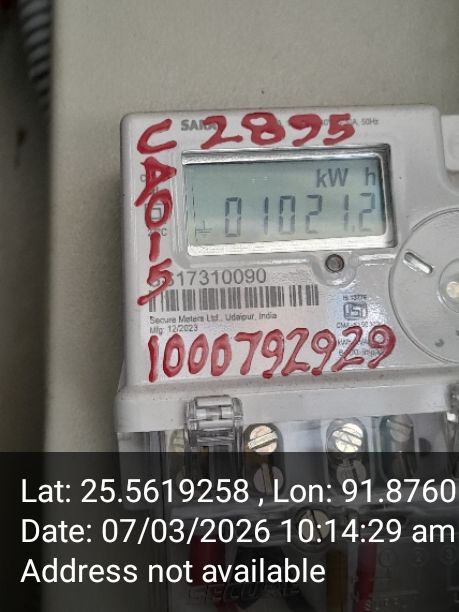 2895
A, 50Hz
CA015
kW h
01021.2
17310090
Secure Meters Ltd., Udaipur, India
Mfg: 12/2023
1000792929
Lat: 25.5619258 , Lon: 91.8760
Date: 07/03/2026 10:14:29 am
Address not available